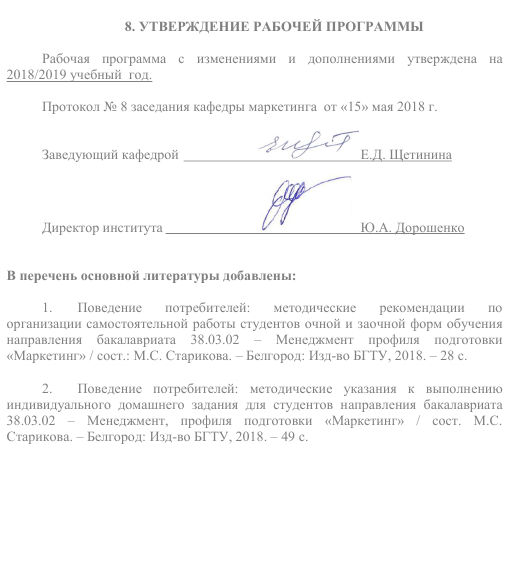 8. УТВЕРЖДЕНИЕ РАБОЧЕЙ ПРОГРАММЫ
Рабочая программа с изменениями и дополнениями утверждена на
2018/2019 учебный год.
Протокол № 8 заседания кафедры маркетинга от «15» мая 2018 г.
Заведующий кафедрой Е.Д. Щетинина
Директор института Ю.А. Дорошенко
В перечень основной литературы добавлены:
1. Поведение потребителей: методические рекомендации по
организации самостоятельной работы студентов очной и заочной форм обучения
направления бакалавриата 38.03.02 – Менеджмент профиля подготовки
«Маркетинг» / сост.: М.С. Старикова. – Белгород: Изд-во БГТУ, 2018. – 28 с.
2. Поведение потребителей: методические указания к выполнению
индивидуального домашнего задания для студентов направления бакалавриата
38.03.02 – Менеджмент, профиля подготовки «Маркетинг» / сост. М.С.
Старикова. – Белгород: Изд-во БГТУ, 2018. – 49 с.